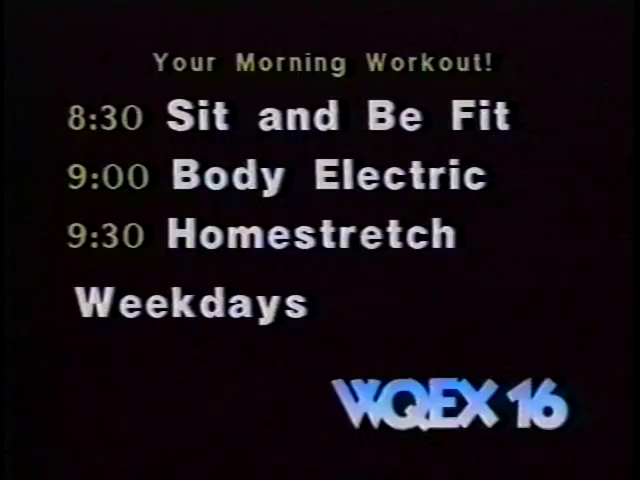 Your Morning Workout!
8:30 Sit and Be Fit
9:00 Body Electric
9:30 Homestretch
Weekdays
WQEX 16